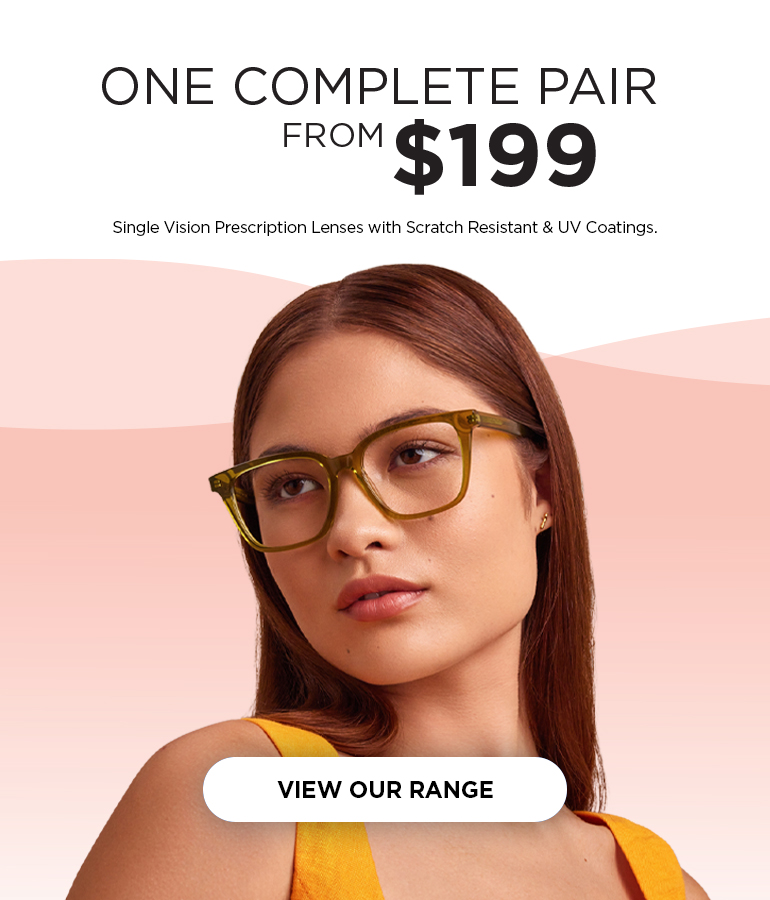 ONE COMPLETE PAIR
FROM $199
Single Vision Prescription Lenses with Scratch Resistant & UV Coatings.
VIEW OUR RANGE